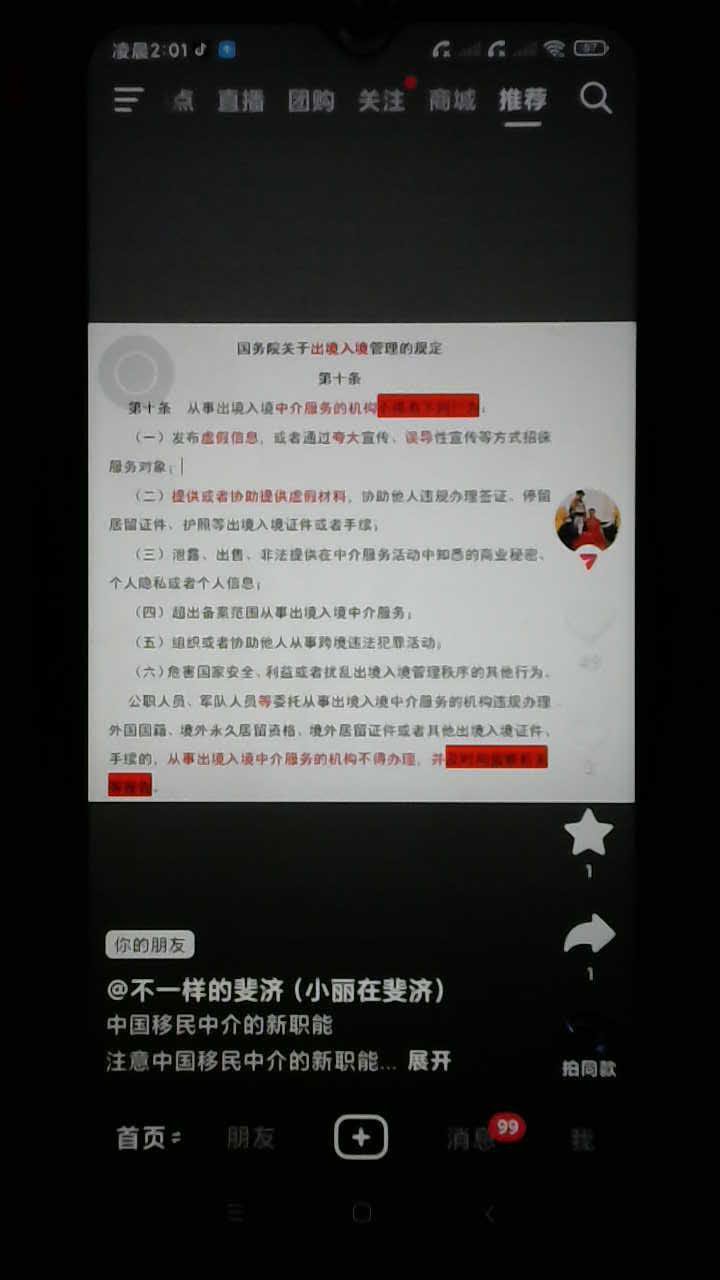 凌晨2:01
97
点 直播 团购 关注 商城 推荐
国务院关于出境入境管理的规定
第十条
第十条 从事出境入境中介服务的机构不得有下列行为:
（一）发布虚假信息，或者通过夸大宣传、误导性宣传等方式招徕
服务对象；
（二）提供或者协助提供虚假材料，协助他人违规办理签证、停留
居留证件、护照等出境入境证件或者手续；
（三）泄露、出售、非法提供在中介服务活动中知悉的商业秘密、
个人隐私或者个人信息；
（四）超出备案范围从事出境入境中介服务；
（五）组织或者协助他人从事跨境违法犯罪活动；
（六）危害国家安全、利益或者扰乱出境入境管理秩序的其他行为。
公职人员、军队人员等委托从事出境入境中介服务的机构违规办理
外国国籍、境外永久居留资格、境外居留证件或者其他出境入境证件、
手续的，从事出境入境中介服务的机构不得办理，并及时向国家
。
49
3
1
1
你的朋友
@不一样的斐济（小丽在斐济）
中国移民中介的新职能
注意中国移民中介的新职能... 展开
拍同款
首页 朋友 消息 99 我